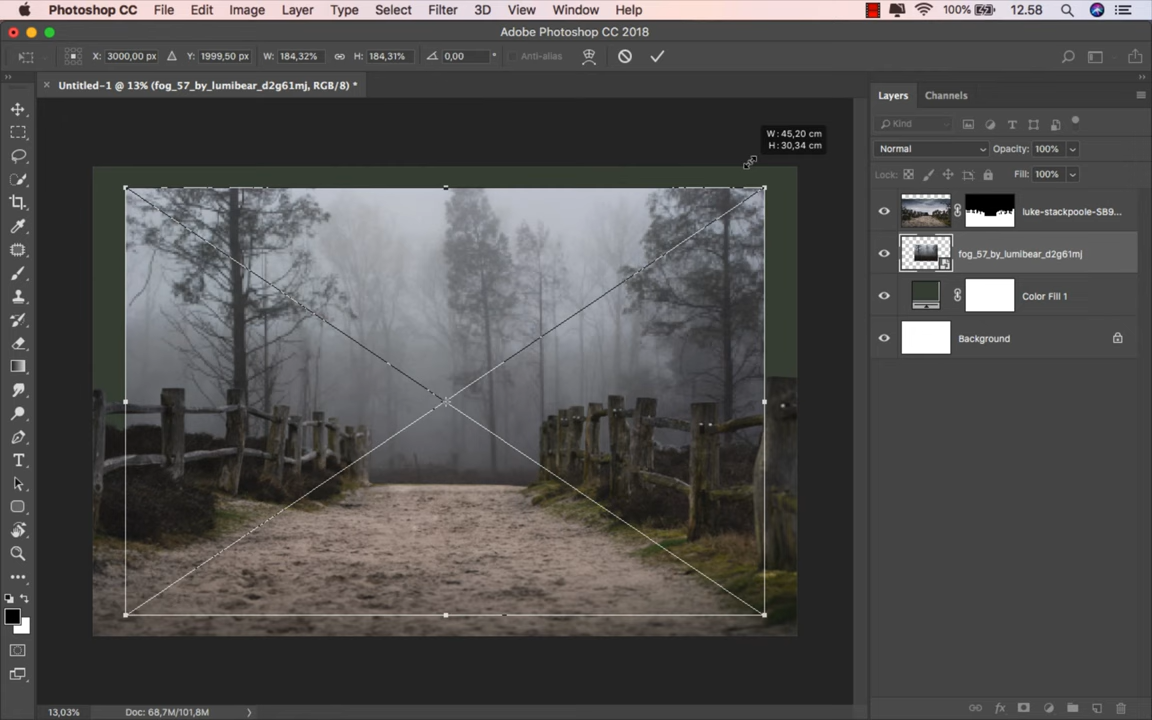 Photoshop CC File Edit Image Layer Type Select Filter 3D View Window Help 100% 12.58
Adobe Photoshop CC 2018
X: 3000,00 px Y: 1999,50 px W: 184,32% H: 184,31% 0,00 ° Anti-alias
Untitled-1 @ 13% (fog_57_by_lumibear_d2g61mj, RGB/8) *
W: 45,20 cm
H: 30,34 cm
Layers Channels
Kind
Normal Opacity: 100%
Lock: Fill: 100%
luke-stackpoole-SB9...
fog_57_by_lumibear_d2g61mj
Color Fill 1
Background
13,03% Doc: 68,7M/101,8M